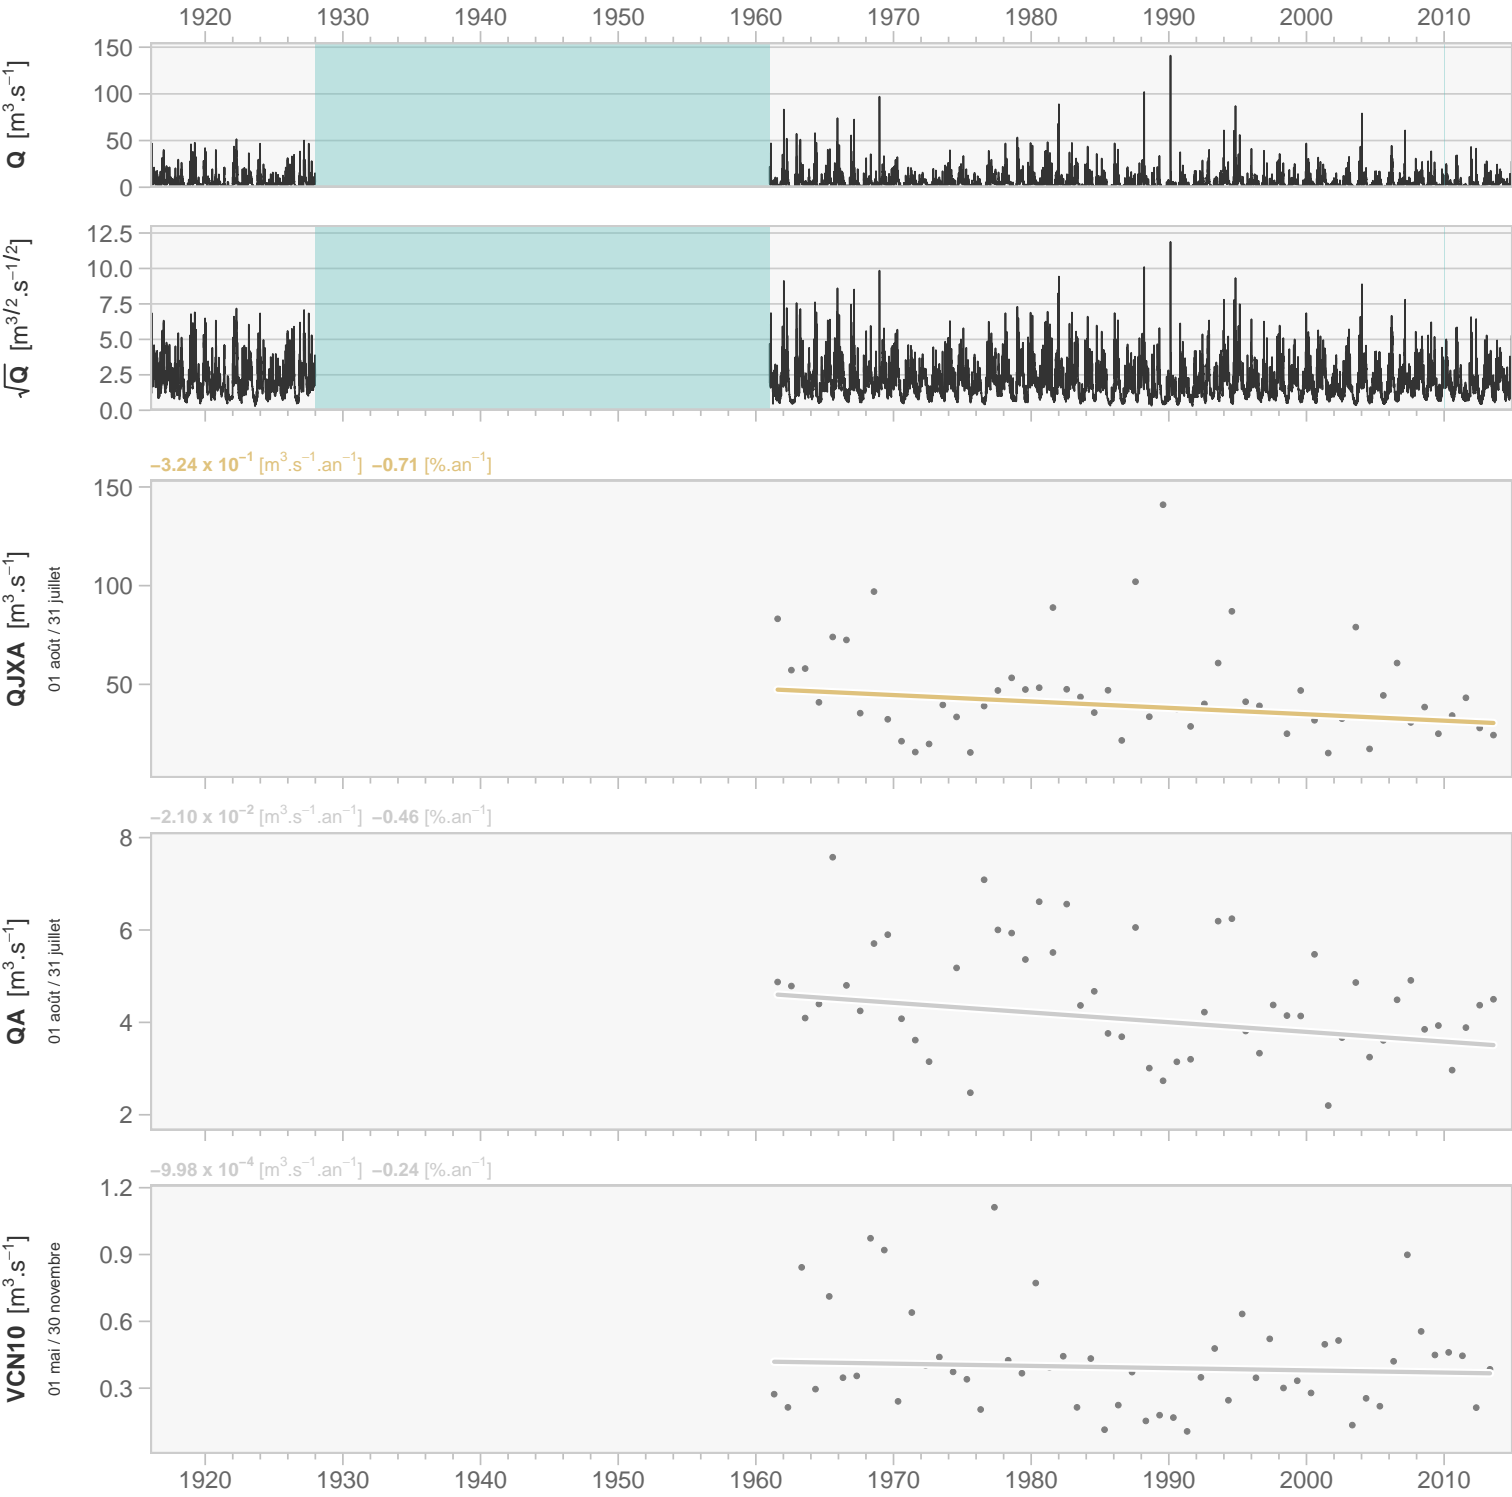 1920 1930 1940 1950 1960 1970 1980 1990 2000 2010
Q [m³.s⁻¹]
150
100
50
0
√Q [m³ᐟ².s⁻¹ᐟ²]
12.5
10.0
7.5
5.0
2.5
0.0
−3.24 x 10⁻¹ [m³.s⁻¹.an⁻¹] −0.71 [%.an⁻¹]
QJXA [m³.s⁻¹]
01 août / 31 juillet
150
100
50
−2.10 x 10⁻² [m³.s⁻¹.an⁻¹] −0.46 [%.an⁻¹]
QA [m³.s⁻¹]
01 août / 31 juillet
8
6
4
2
−9.98 x 10⁻⁴ [m³.s⁻¹.an⁻¹] −0.24 [%.an⁻¹]
VCN10 [m³.s⁻¹]
01 mai / 30 novembre
1.2
0.9
0.6
0.3
1920 1930 1940 1950 1960 1970 1980 1990 2000 2010